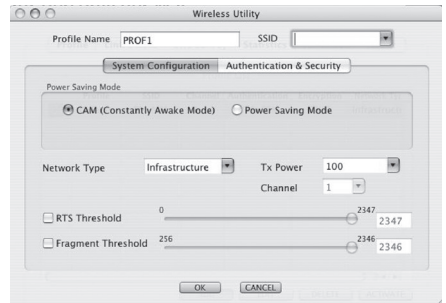 Wireless Utility
Profile Name PROF1 SSID
System Configuration Authentication & Security
Power Saving Mode
CAM (Constantly Awake Mode) Power Saving Mode
Network Type Infrastructure Tx Power 100
Channel 1
RTS Threshold 0 2347 2347
Fragment Threshold 256 2346 2346
OK CANCEL